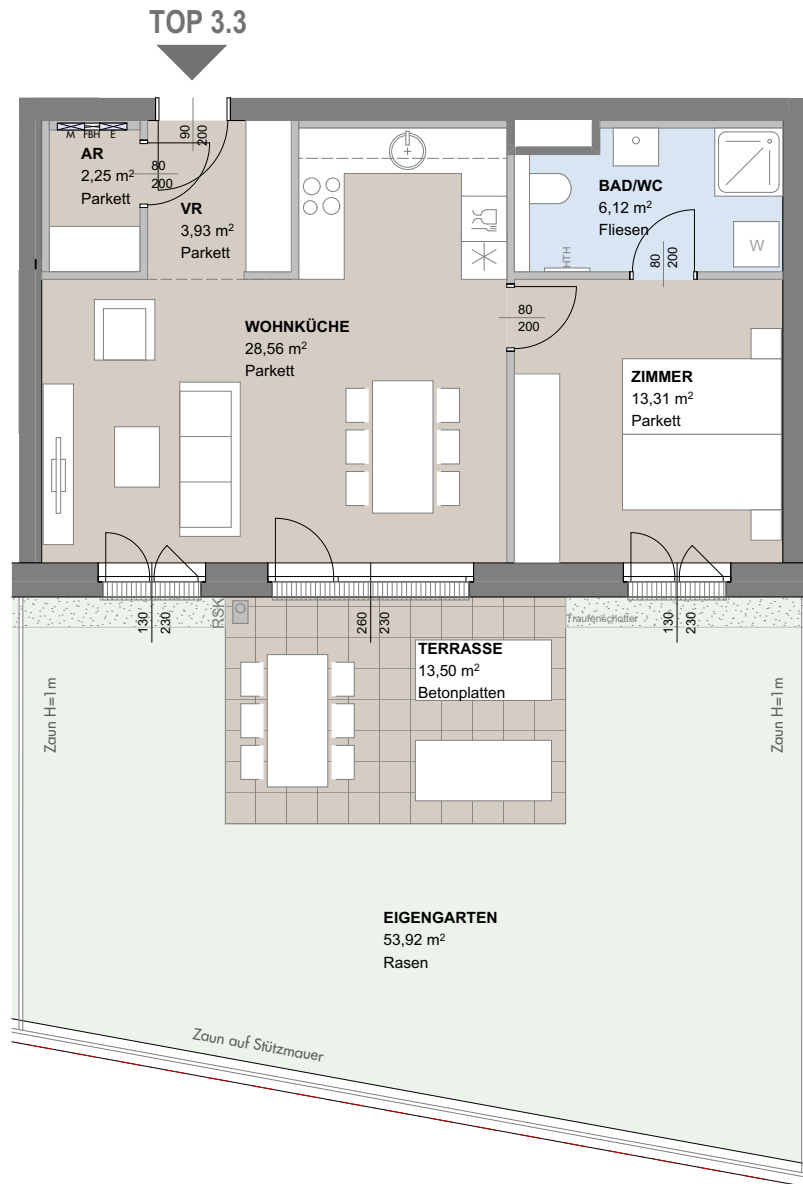 TOP 3.3
M FBH E
90
200
AR
2,25 m²
Parkett
80
200
VR
3,93 m²
Parkett
BAD/WC
6,12 m²
Fliesen
HTH
80
200
W
WOHNKÜCHE
28,56 m²
Parkett
80
200
ZIMMER
13,31 m²
Parkett
RSK
130
230
260
230
Traufenschotter
130
230
TERRASSE
13,50 m²
Betonplatten
Zaun H=1m
Zaun H=1m
EIGENGARTEN
53,92 m²
Rasen
Zaun auf Stützmauer